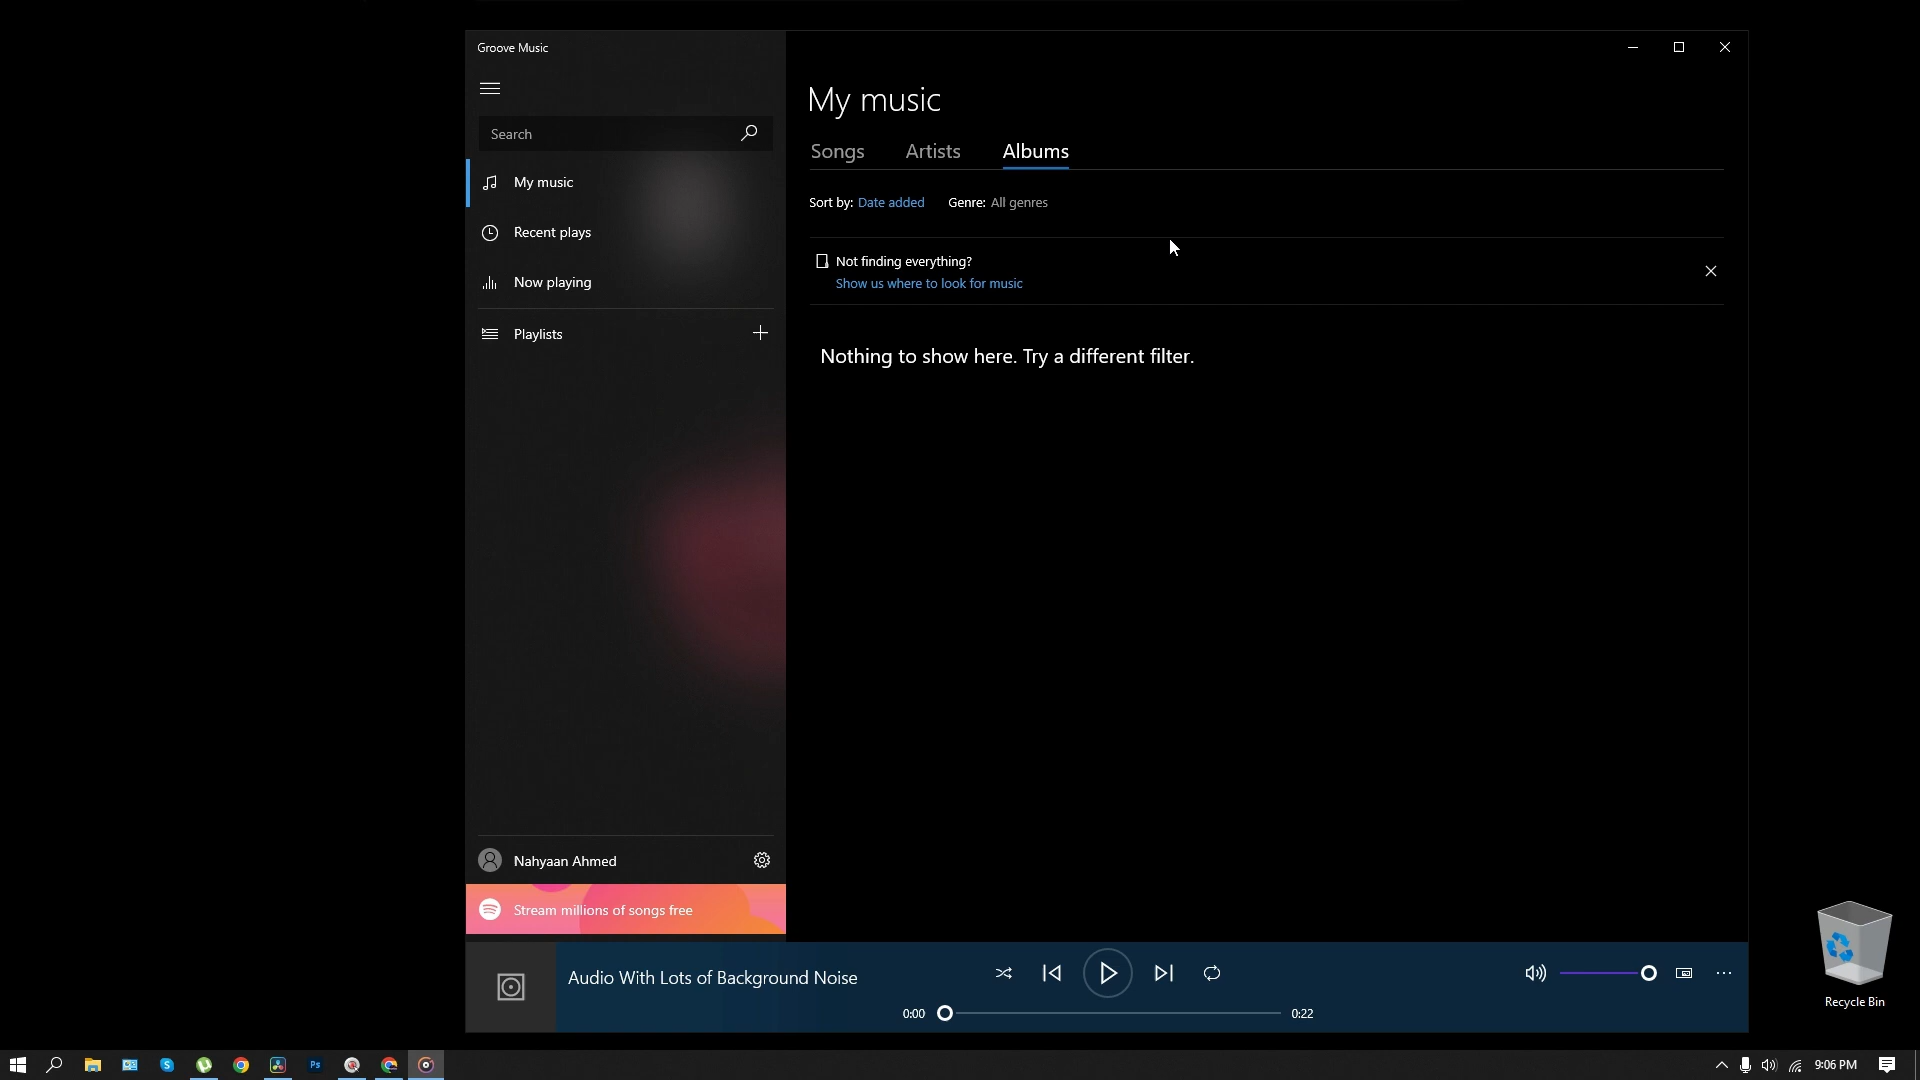 Groove Music
Search
My music
Recent plays
Now playing
Playlists
Nahyaan Ahmed
Stream millions of songs free
My music
Songs Artists Albums
Sort by: Date added Genre: All genres
Not finding everything?
Show us where to look for music
Nothing to show here. Try a different filter.
Audio With Lots of Background Noise
0:00 0:22
Recycle Bin
S Ps 9:06 PM